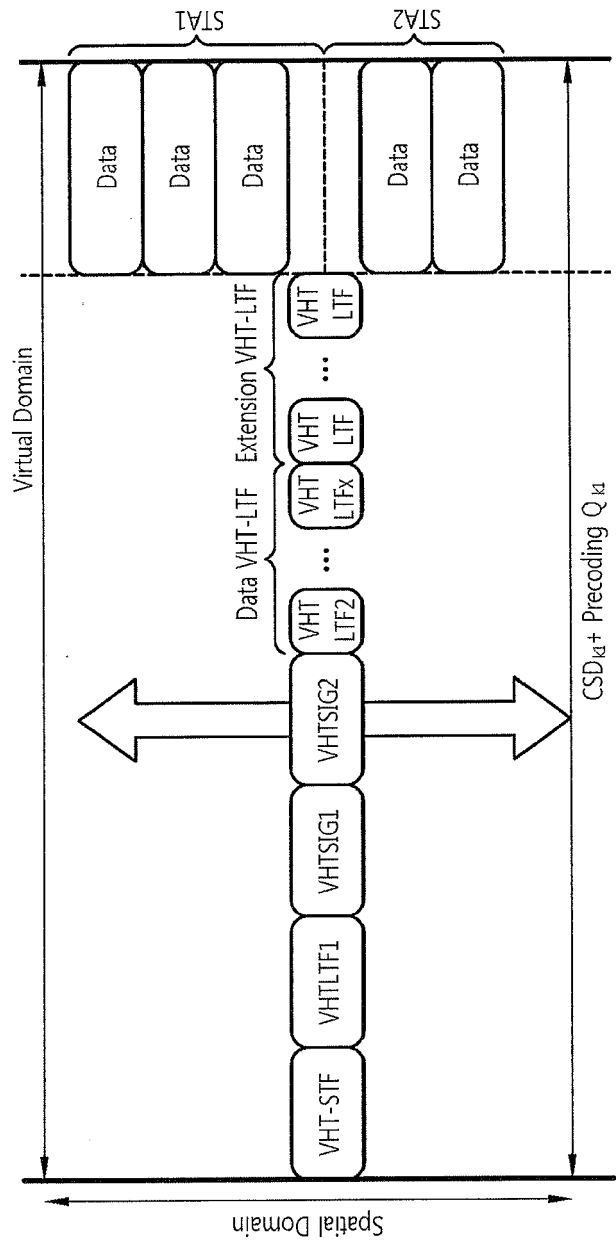 Virtual Domain
Spatial Domain
VHT-STF
VHTLTF1
VHTSIG1
VHTSIG2
Data VHT-LTF
VHT
LTF2
...
VHT
LTFx
Extension VHT-LTF
VHT
LTF
...
VHT
LTF
Data
Data
Data
STA1
Data
Data
STA2
CSDk1+ Precoding Q k1